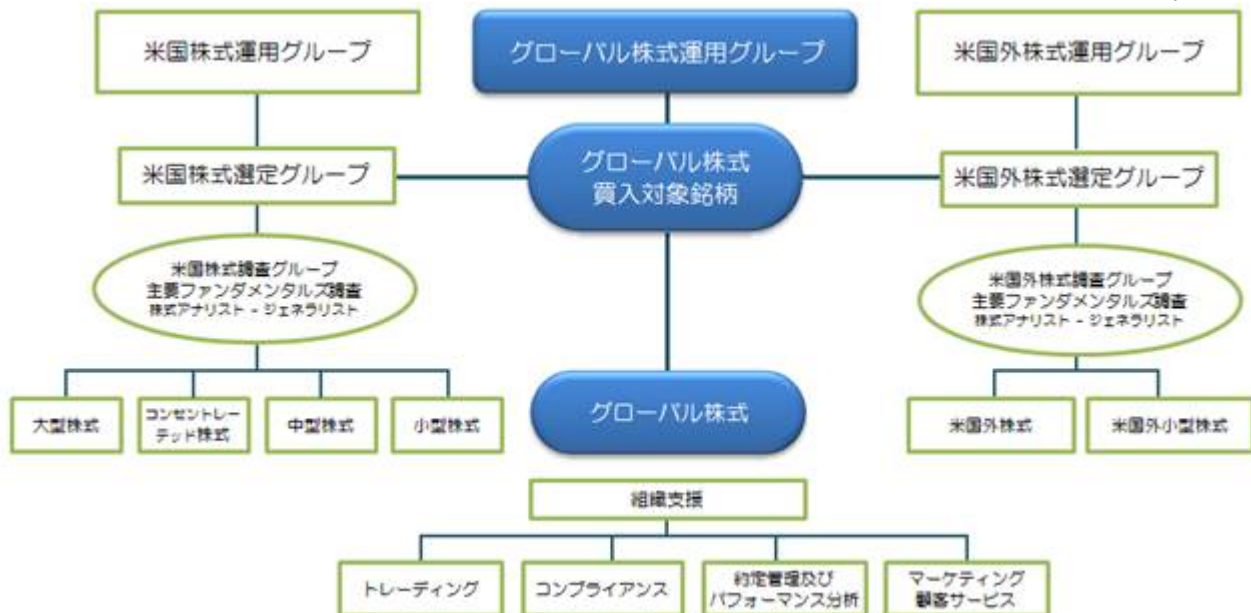 米国株式運用グループ
グローバル株式運用グループ
米国外株式運用グループ
米国株式選定グループ
グローバル株式
買入対象銘柄
米国外株式選定グループ
米国株式調査グループ
主要ファンダメンタルズ調査
株式アナリスト - ジェネラリスト
米国外株式調査グループ
主要ファンダメンタルズ調査
株式アナリスト - ジェネラリスト
大型株式
コンセントレー
テッド株式
中型株式
小型株式
グローバル株式
米国外株式
米国外小型株式
組織支援
トレーディング
コンプライアンス
約定管理及び
パフォーマンス分析
マーケティング
顧客サービス